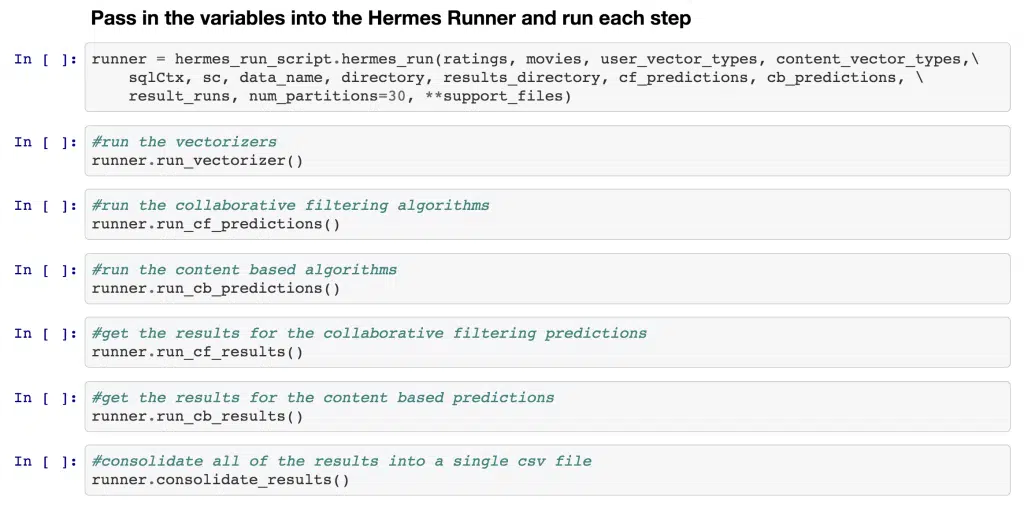 Pass in the variables into the Hermes Runner and run each step
In [ ]: runner = hermes_run_script.hermes_run(ratings, movies, user_vector_types, content_vector_types,\
sqlCtx, sc, data_name, directory, results_directory, cf_predictions, cb_predictions, \
result_runs, num_partitions=30, **support_files)
In [ ]: #run the vectorizers
runner.run_vectorizer()
In [ ]: #run the collaborative filtering algorithms
runner.run_cf_predictions()
In [ ]: #run the content based algorithms
runner.run_cb_predictions()
In [ ]: #get the results for the collaborative filtering predictions
runner.run_cf_results()
In [ ]: #get the results for the content based predictions
runner.run_cb_results()
In [ ]: #consolidate all of the results into a single csv file
runner.consolidate_results()